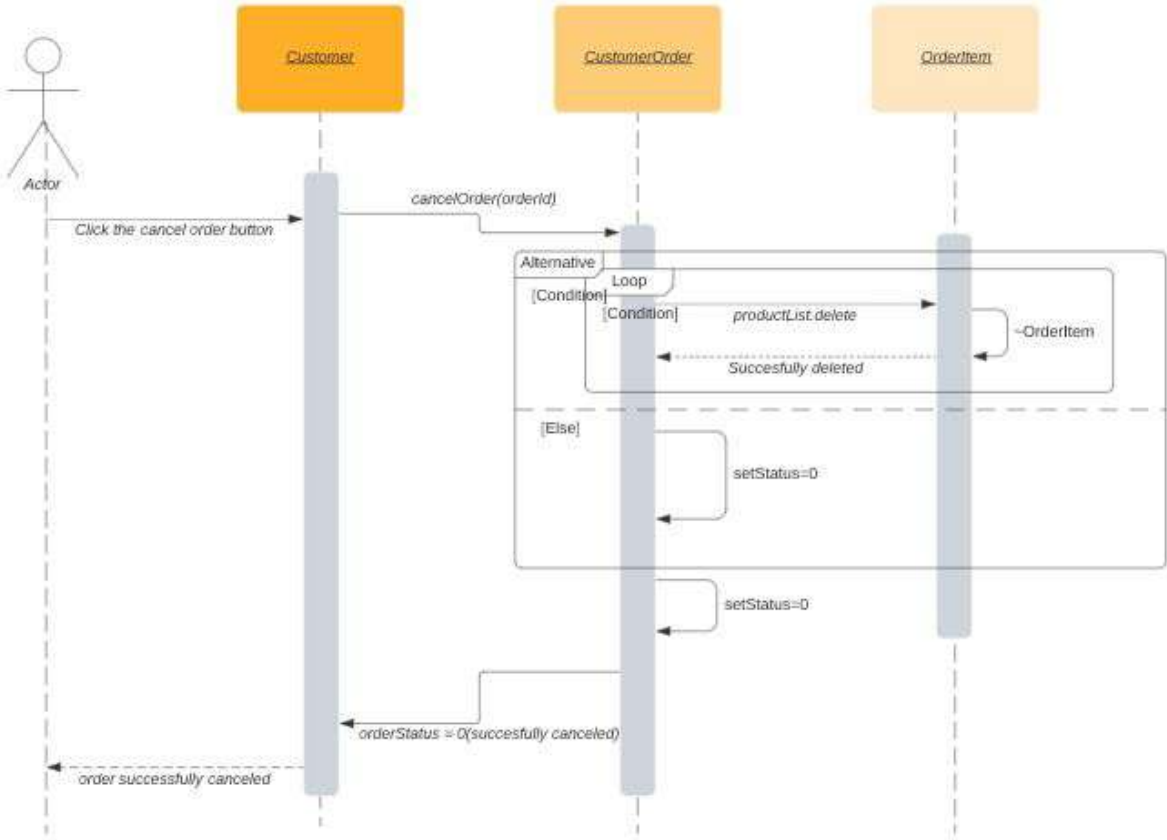 Customer
CustomerOrder
OrderItem
Actor
cancelOrder(orderId)
Click the cancel order button
Alternative
Loop
[Condition]
[Condition]
productList.delete
~OrderItem
Succesfully deleted
[Else]
setStatus=0
setStatus=0
orderStatus = 0(succesfully canceled)
order successfully canceled